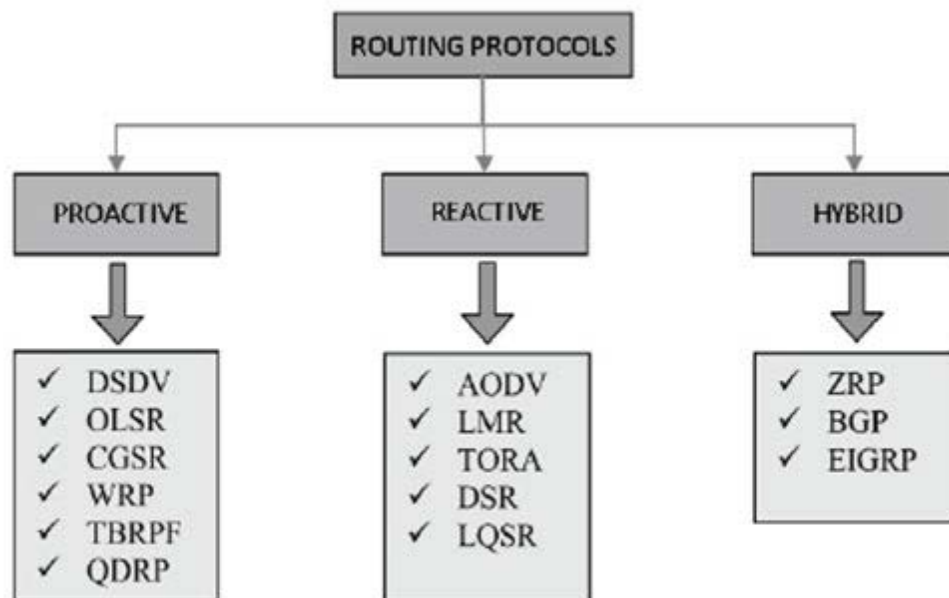 ROUTING PROTOCOLS
PROACTIVE
REACTIVE
HYBRID
✓ DSDV
✓ OLSR
✓ CGSR
✓ WRP
✓ TBRPF
✓ QDRP
✓ AODV
✓ LMR
✓ TORA
✓ DSR
✓ LQSR
✓ ZRP
✓ BGP
✓ EIGRP